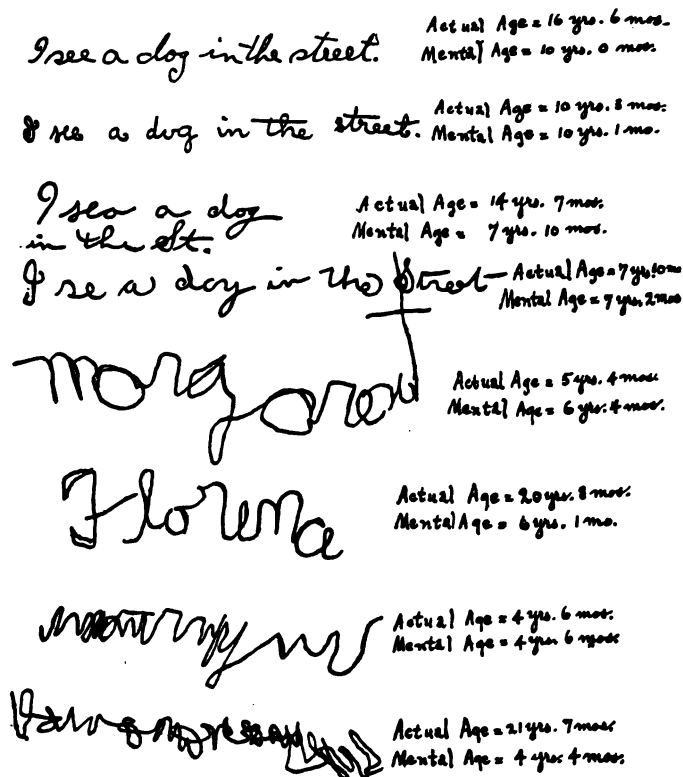 I see a dog in the street.
Actual Age = 16 yrs. 6 mos.
Mental Age = 10 yrs. 0 mos.
I see a dog in the street.
Actual Age = 10 yrs. 8 mos.
Mental Age = 10 yrs. 1 mo.
I sea a dog
in the St.
Actual Age = 14 yrs. 7 mos.
Mental Age = 7 yrs. 10 mos.
I se a dog in the Street
Actual Age = 7 yrs. 10 mo
Mental Age = 7 yrs. 2 mos
Margaret
Actual Age = 5 yrs. 4 mos.
Mental Age = 6 yrs. 4 mos.
Florena
Actual Age = 20 yrs. 8 mos.
Mental Age = 6 yrs. 1 mo.
Actual Age = 4 yrs. 6 mos.
Mental Age = 4 yrs. 6 mos
Actual Age = 21 yrs. 7 mos.
Mental Age = 4 yrs. 4 mos.